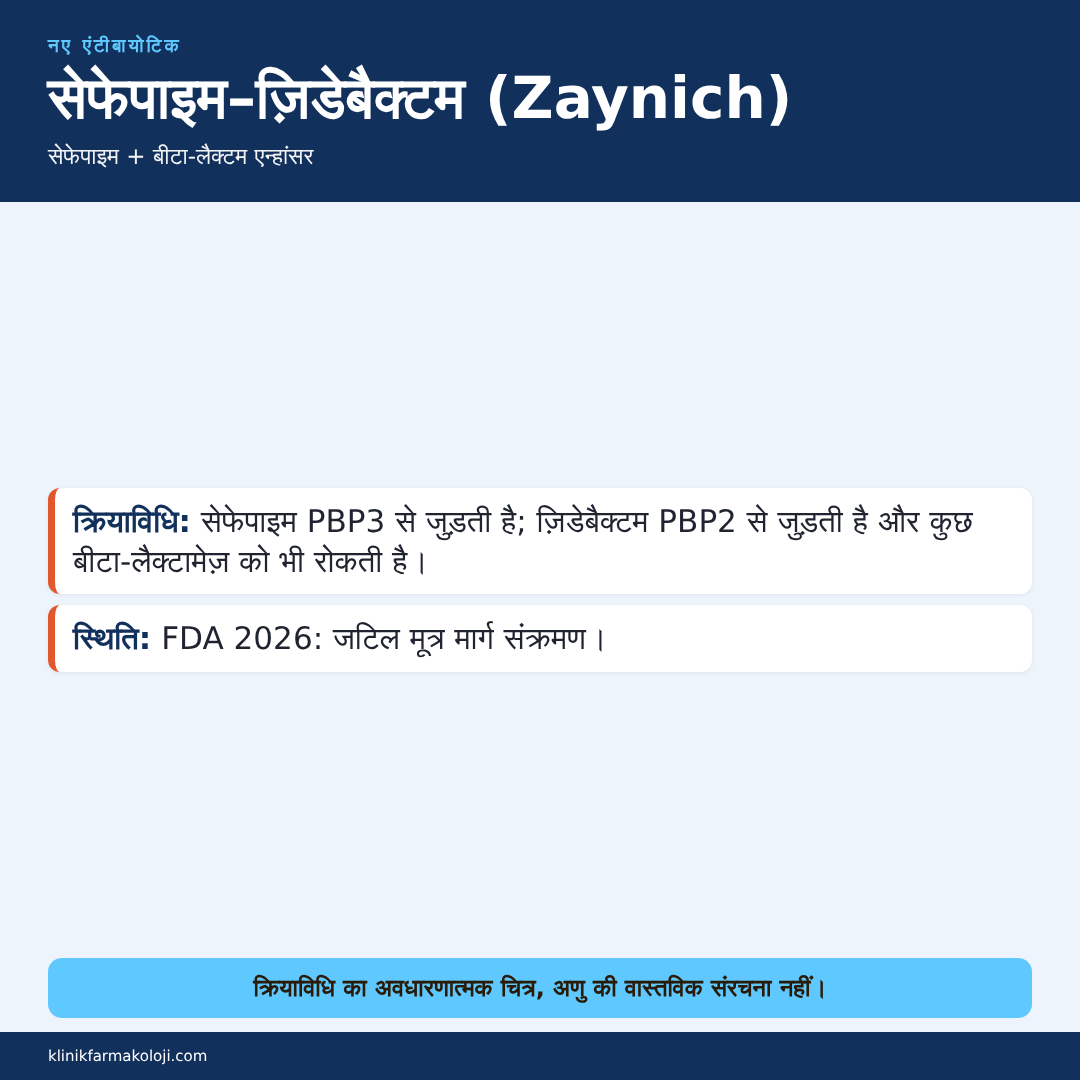 नए एंटीबायोटिक
सेफेपाइम–ज़िडेबैक्टम (Zaynich)
सेफेपाइम + बीटा-लैक्टम एन्हांसर
क्रियाविधि: सेफेपाइम PBP3 से जुड़ती है; ज़िडेबैक्टम PBP2 से जुड़ती है और कुछ
बीटा-लैक्टामेज़ को भी रोकती है।
स्थिति: FDA 2026: जटिल मूत्र मार्ग संक्रमण।
क्रियाविधि का अवधारणात्मक चित्र, अणु की वास्तविक संरचना नहीं।
klinikfarmakoloji.com